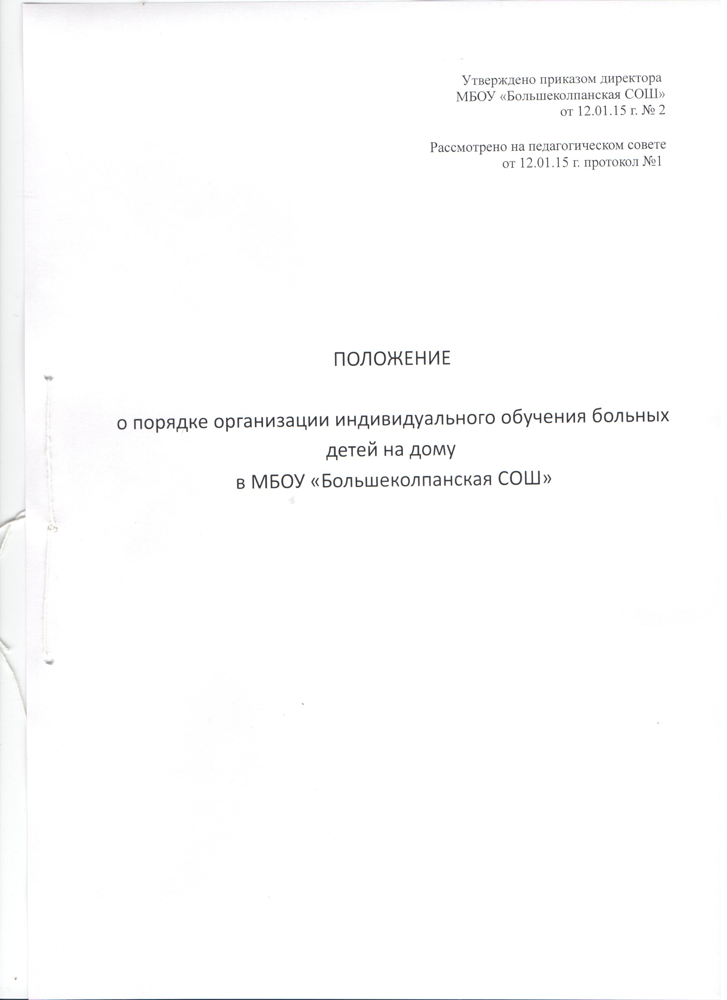 Утверждено приказом директора
МБОУ «Большеколпанская СОШ»
от 12.01.15 г. № 2
Рассмотрено на педагогическом совете
от 12.01.15 г. протокол №1
ПОЛОЖЕНИЕ
о порядке организации индивидуального обучения больных
детей на дому
в МБОУ «Большеколпанская СОШ»